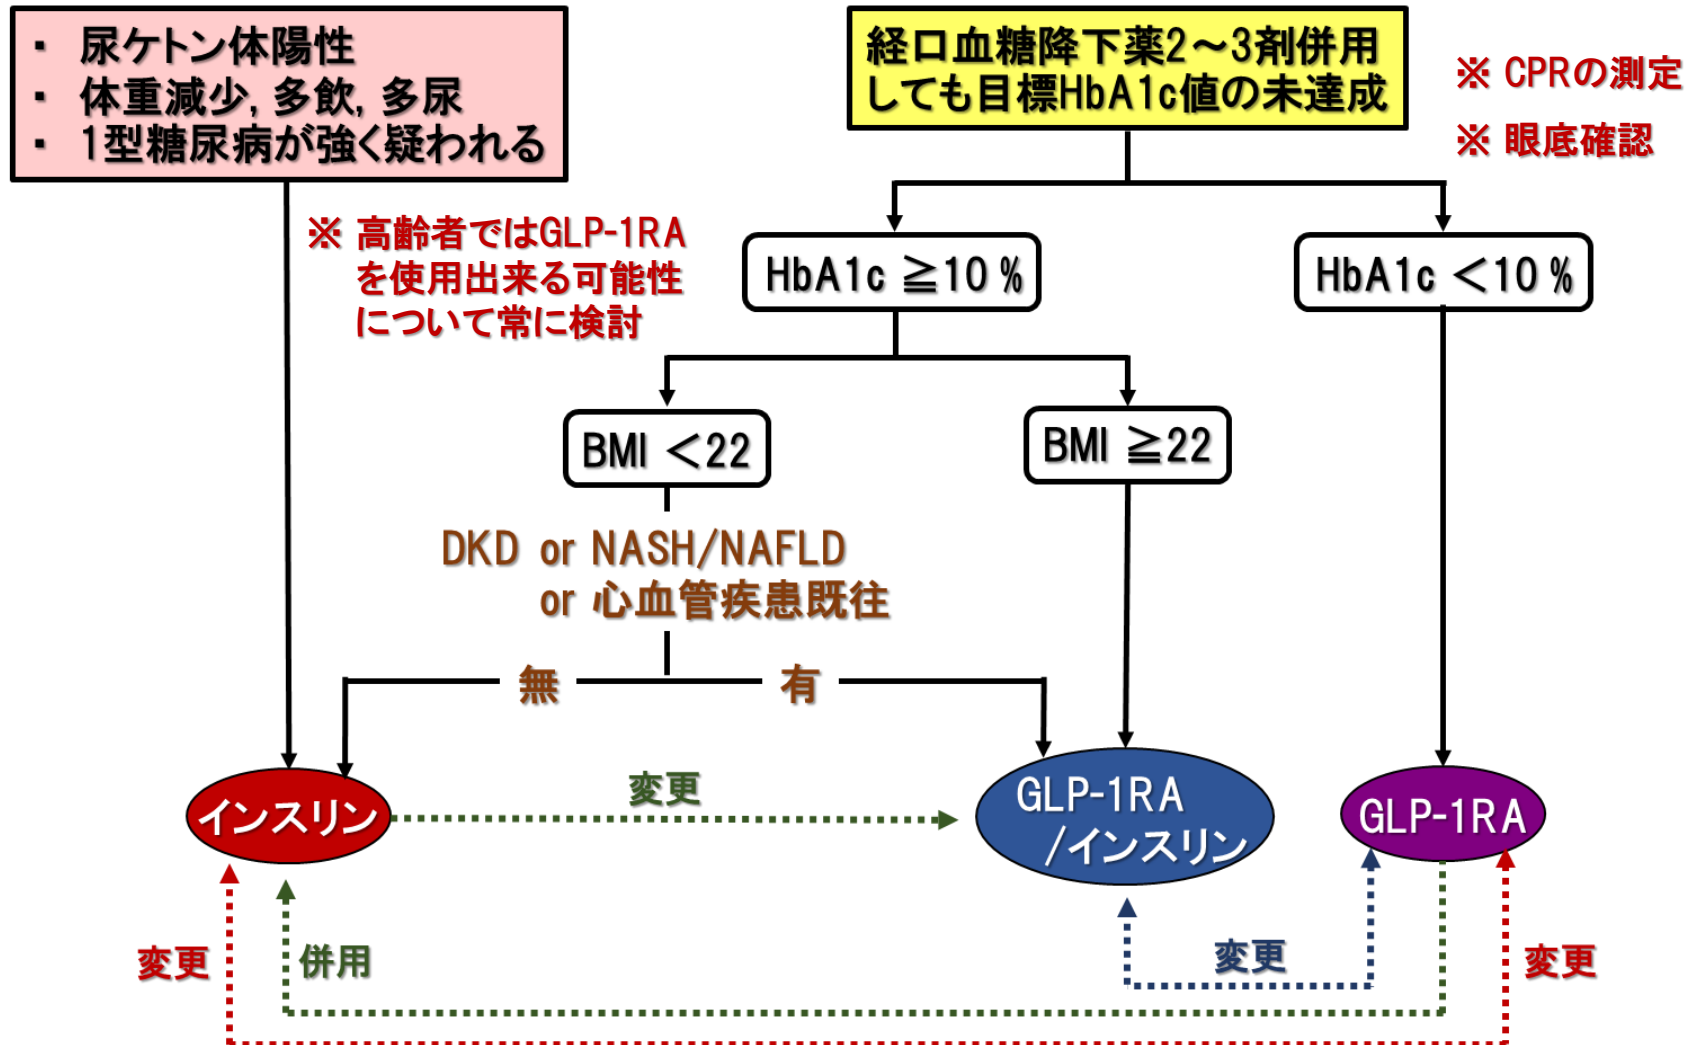 ・ 尿ケトン体陽性
・ 体重減少, 多飲, 多尿
・ 1型糖尿病が強く疑われる
経口血糖降下薬2～3剤併用
しても目標HbA1c値の未達成
※ CPRの測定
※ 眼底確認
※ 高齢者ではGLP-1RA
を使用出来る可能性
について常に検討
HbA1c ≧10 %
HbA1c ＜10 %
BMI ＜22
BMI ≧22
DKD or NASH/NAFLD
or 心血管疾患既往
無
有
インスリン
変更
GLP-1RA
/インスリン
GLP-1RA
変更
併用
変更
変更